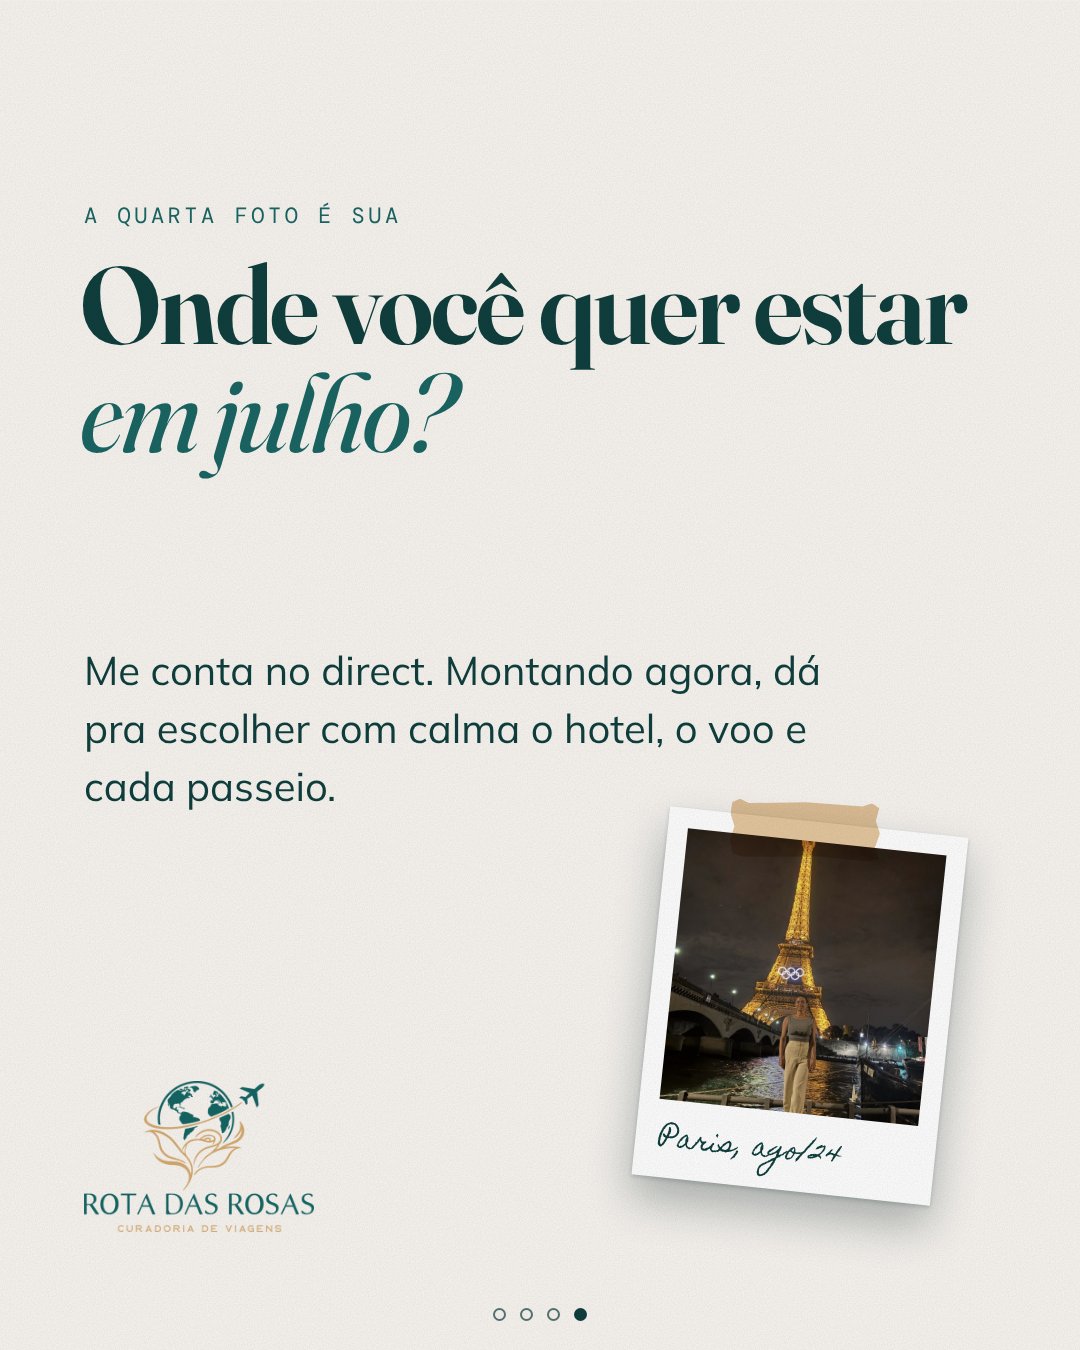 A QUARTA FOTO É SUA
Onde você quer estar
em julho?
Me conta no direct. Montando agora, dá
pra escolher com calma o hotel, o voo e
cada passeio.
Paris, ago/24
ROTA DAS ROSAS
CURADORIA DE VIAGENS